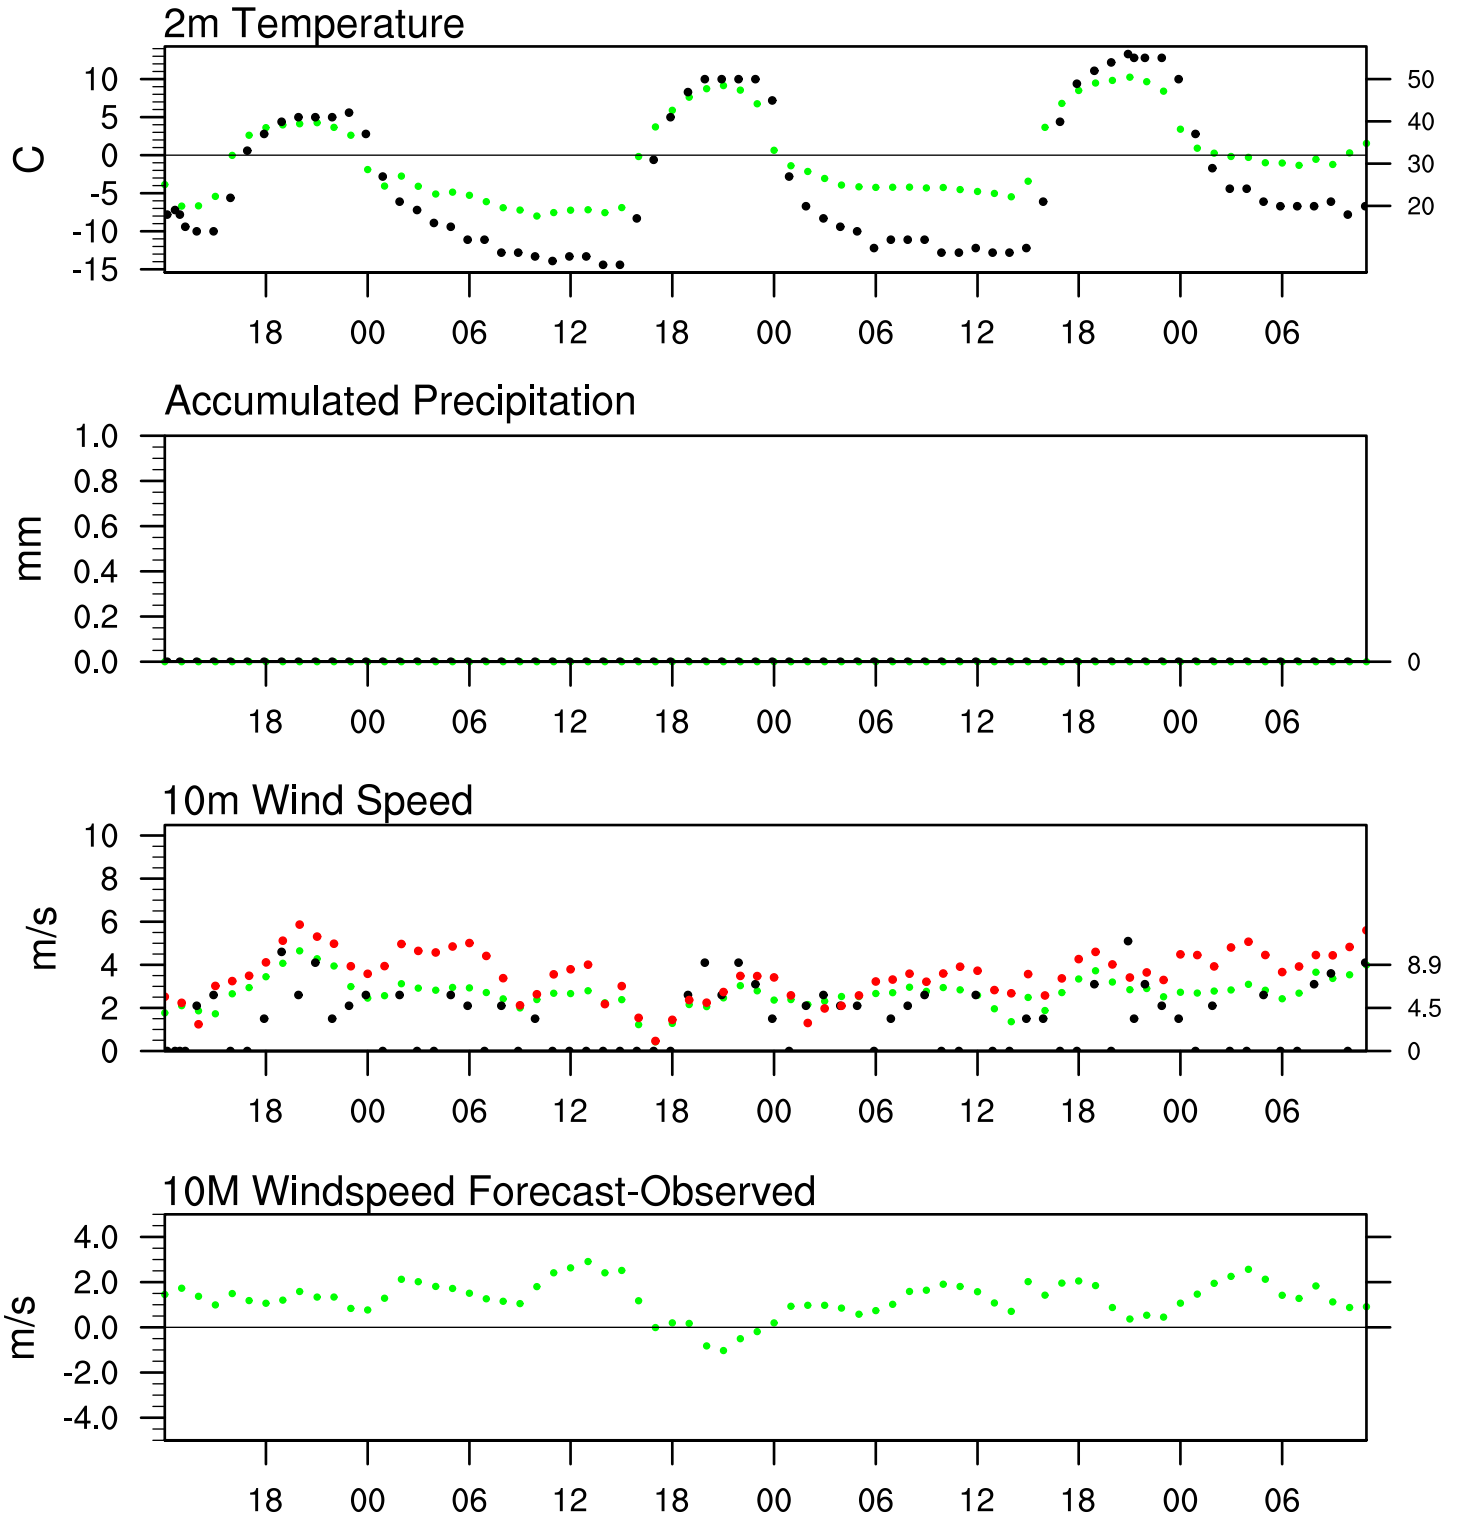 2m Temperature
10
5
0
-5
-10
-15
C
50
40
30
20
18 00 06 12 18 00 06 12 18 00 06
Accumulated Precipitation
1.0
0.8
0.6
0.4
0.2
0.0
mm
0
18 00 06 12 18 00 06 12 18 00 06
10m Wind Speed
10
8
6
4
2
0
m/s
8.9
4.5
0
18 00 06 12 18 00 06 12 18 00 06
10M Windspeed Forecast-Observed
4.0
2.0
0.0
-2.0
-4.0
m/s
18 00 06 12 18 00 06 12 18 00 06